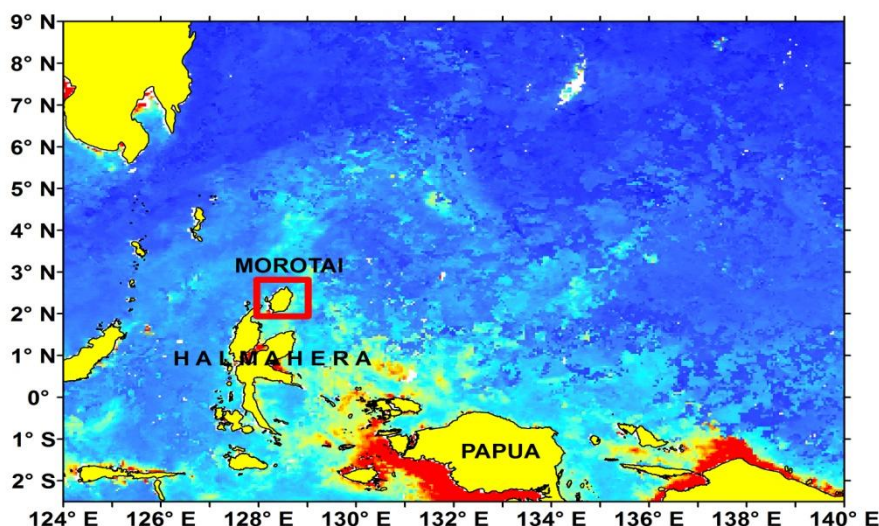 9° N
8° N
7° N
6° N
5° N
4° N
3° N
2° N
1° N
0°
1° S
2° S
MOROTAI
HALMAHERA
PAPUA
124° E 126° E 128° E 130° E 132° E 134° E 136° E 138° E 140° E